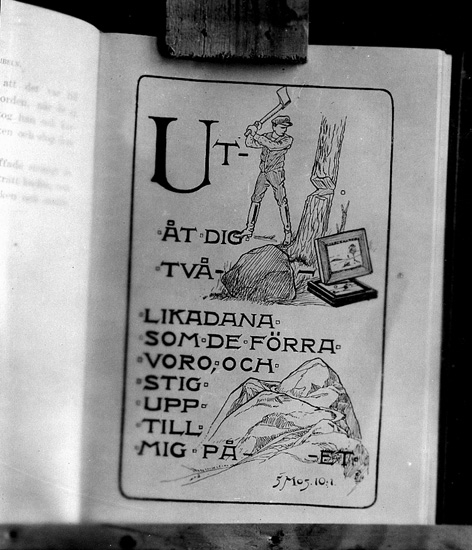 UT-
ÅT DIG
TVÅ- -
LIKADANA
SOM DE FÖRRA
VORO, OCH
STIG
UPP
TILL
MIG PÅ- -ET
5 Mos. 10:1